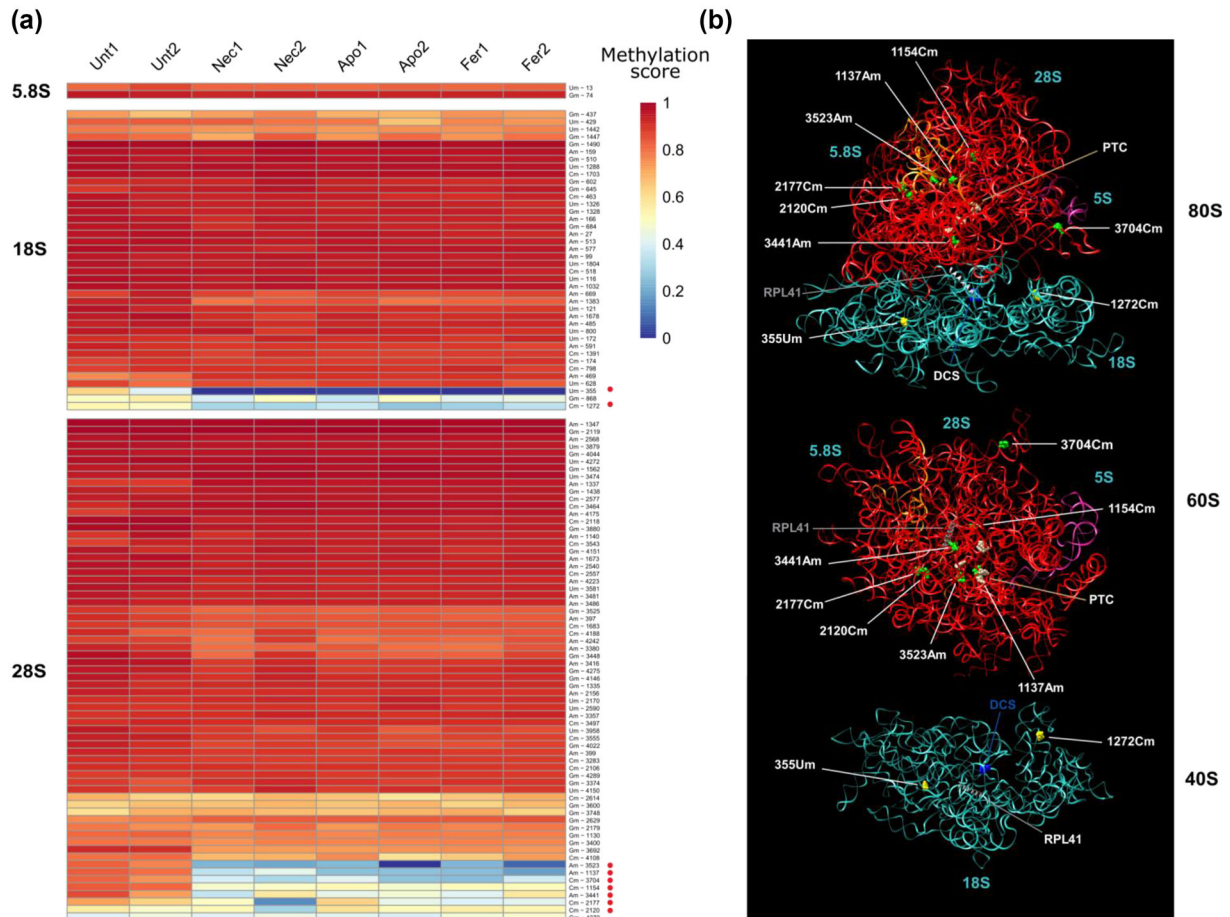 (a)
Unt1 Unt2 Nec1 Nec2 Apo1 Apo2 Fer1 Fer2
Methylation score
1
0.8
0.6
0.4
0.2
0
5.8S
Um – 13
Gm – 74
18S
Gm – 437
Um – 429
Um – 1442
Gm – 1447
Gm – 1490
Am – 159
Gm – 510
Um – 1288
Cm – 1703
Gm – 602
Gm – 645
Cm – 463
Um – 1326
Gm – 1328
Am – 166
Gm – 684
Am – 27
Am – 513
Am – 577
Am – 99
Um – 1804
Cm – 518
Um – 116
Am – 1032
Am – 669
Am – 1383
Um – 121
Am – 1678
Am – 485
Um – 800
Um – 172
Am – 591
Cm – 1391
Cm – 174
Cm – 798
Am – 469
Um – 628
Um – 355
Gm – 868
Cm – 1272
28S
Am – 1347
Gm – 2119
Am – 2568
Um – 3879
Gm – 4044
Um – 4272
Gm – 1562
Um – 3474
Am – 1337
Gm – 1438
Cm – 2577
Cm – 3464
Am – 4175
Cm – 2118
Gm – 3880
Am – 1140
Cm – 3543
Gm – 4151
Am – 1673
Am – 2540
Cm – 2557
Am – 4223
Um – 3581
Am – 3481
Am – 3486
Gm – 3525
Am – 397
Cm – 1683
Cm – 4188
Am – 4242
Am – 3380
Gm – 3448
Am – 3416
Gm – 4275
Gm – 4146
Gm – 1335
Am – 2156
Um – 2170
Um – 2590
Am – 3357
Cm – 3497
Um – 3958
Cm – 3555
Gm – 4022
Am – 399
Cm – 3283
Cm – 2106
Gm – 4289
Gm – 3374
Um – 4150
Cm – 2614
Gm – 3600
Gm – 3748
Gm – 2629
Gm – 2179
Gm – 1130
Gm – 3400
Gm – 3692
Cm – 4108
Am – 3523
Am – 1137
Cm – 3704
Cm – 1154
Am – 3441
Cm – 2177
Cm – 2120
(b)
1154Cm
1137Am
28S
3523Am
PTC
5.8S
5S
2177Cm
2120Cm
80S
3704Cm
3441Am
RPL41
1272Cm
355Um
18S
DCS
28S
3704Cm
5.8S
5S
60S
1154Cm
RPL41
3441Am
2177Cm
PTC
2120Cm
3523Am
1137Am
DCS
1272Cm
355Um
40S
RPL41
18S